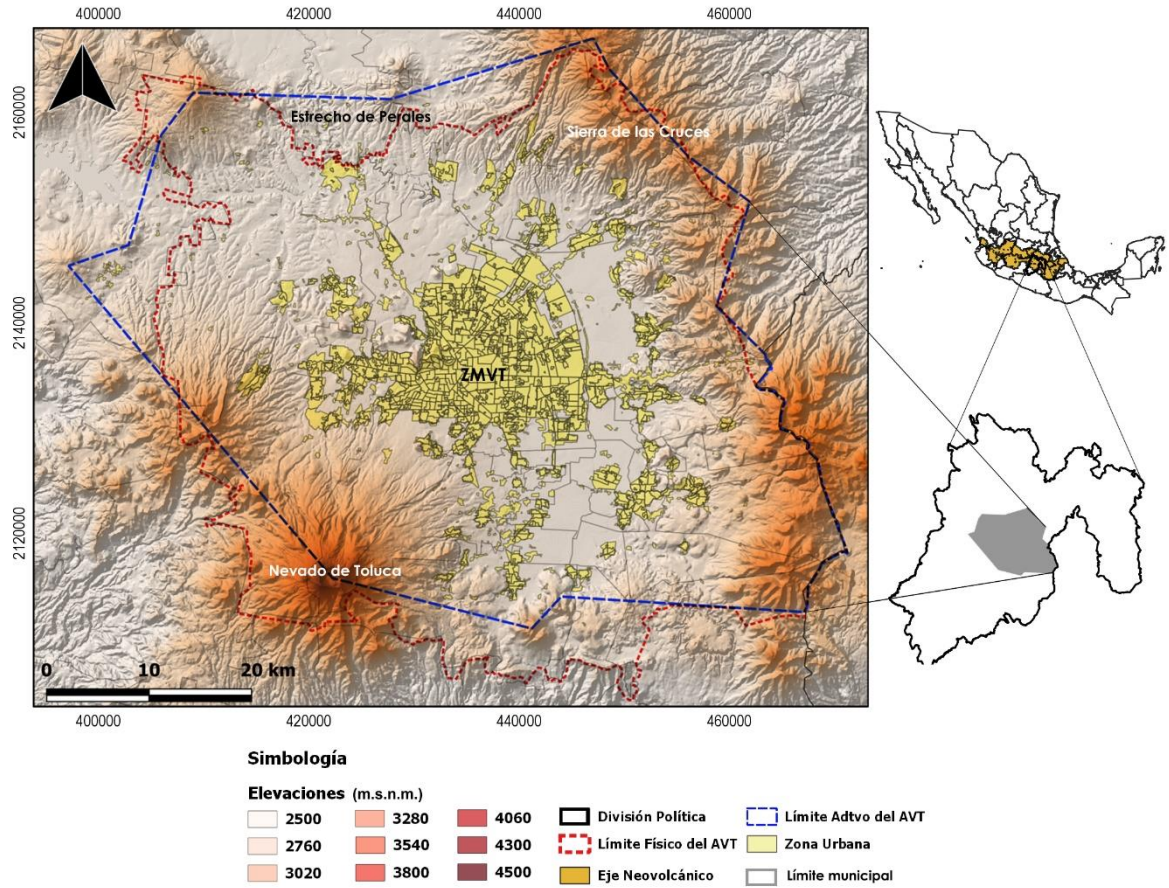 400000 420000 440000 460000
2160000
2140000
2120000
Estrecho de Perales
Sierra de las Cruces
ZMVT
Nevado de Toluca
0 10 20 km
400000 420000 440000 460000
Simbología
Elevaciones (m.s.n.m.)
2500
2760
3020
3280
3540
3800
4060
4300
4500
División Política
Límite Físico del AVT
Eje Neovolcánico
Límite Adtvo del AVT
Zona Urbana
Límite municipal